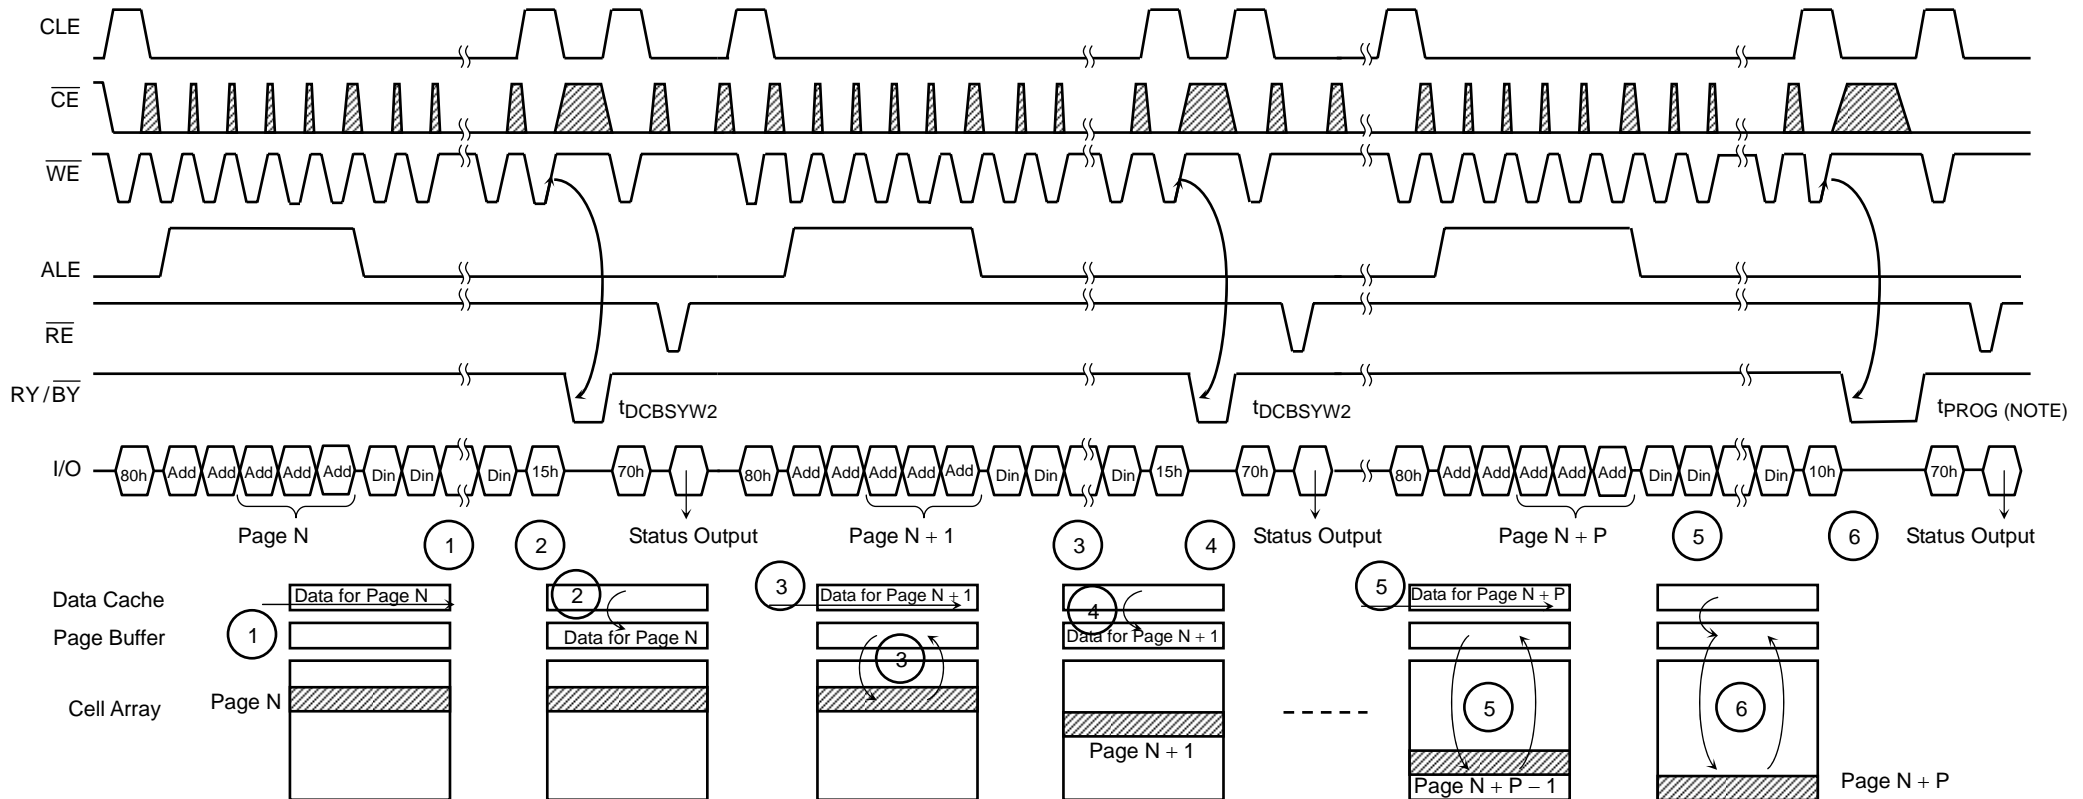 CLE
CE
WE
ALE
RE
RY/BY
tDCBSYW2 tDCBSYW2 tPROG (NOTE)
I/O 80h Add Add Add Add Add Din Din Din 15h 70h 80h Add Add Add Add Add Din Din Din 15h 70h 80h Add Add Add Add Add Din Din Din 10h 70h
Page N 1 2 Status Output Page N + 1 3 4 Status Output Page N + P 5 6 Status Output
Data Cache Data for Page N 2 3 Data for Page N + 1 4 5 Data for Page N + P
Page Buffer 1 Data for Page N 3 Data for Page N + 1
Cell Array Page N 5 6
Page N + 1
Page N + P − 1 Page N + P